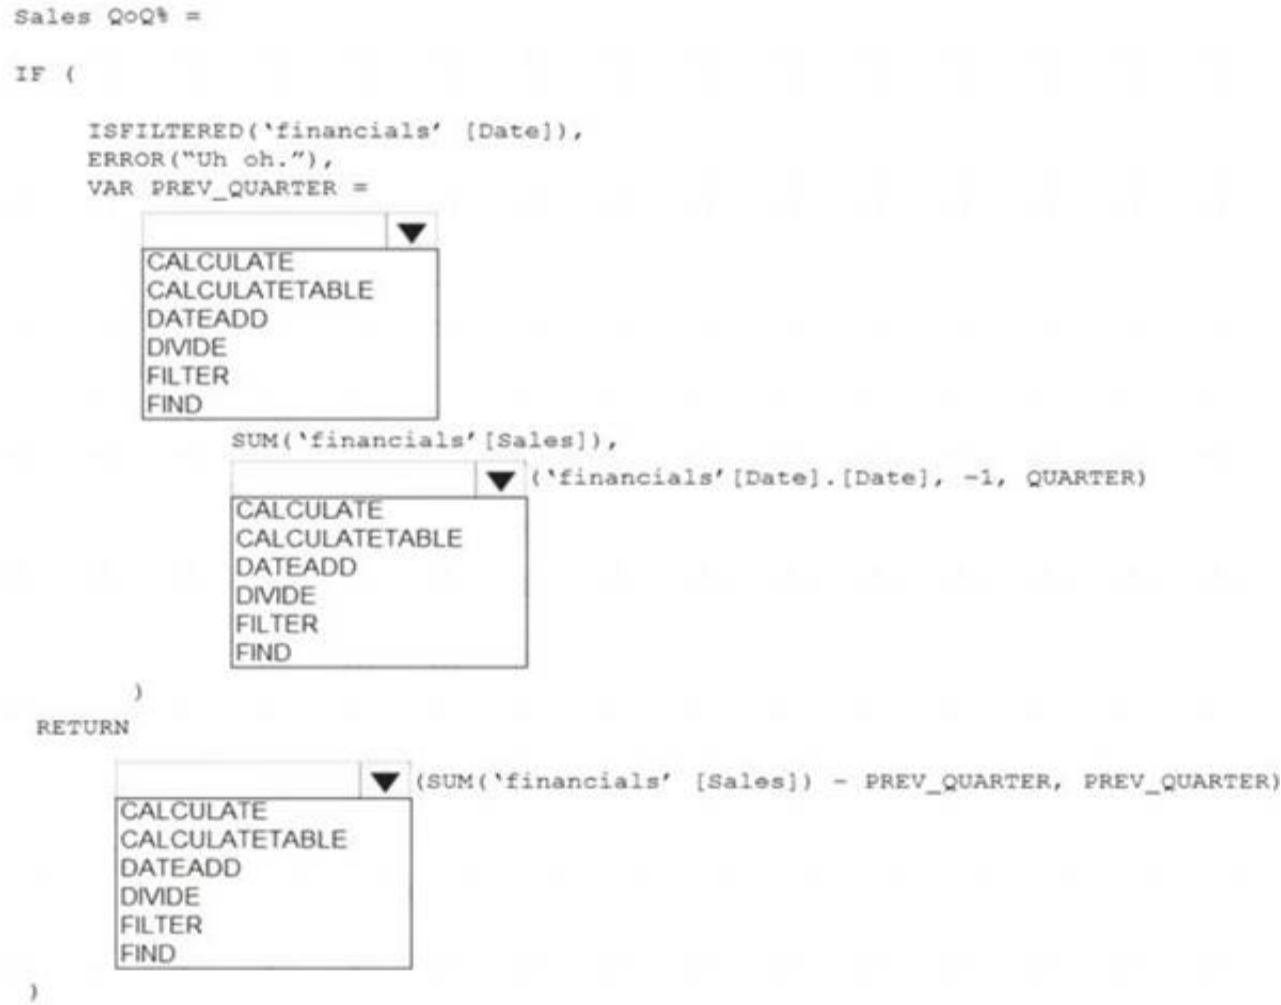 Sales QoQ% =
IF (
ISFILTERED(‘financials’ [Date]),
ERROR(“Uh oh.”),
VAR PREV_QUARTER =
CALCULATE
CALCULATETABLE
DATEADD
DIVIDE
FILTER
FIND
SUM(‘financials’[Sales]),
(‘financials’[Date].[Date], -1, QUARTER)
CALCULATE
CALCULATETABLE
DATEADD
DIVIDE
FILTER
FIND
)
RETURN
(SUM(‘financials’ [Sales]) - PREV_QUARTER, PREV_QUARTER)
CALCULATE
CALCULATETABLE
DATEADD
DIVIDE
FILTER
FIND
)